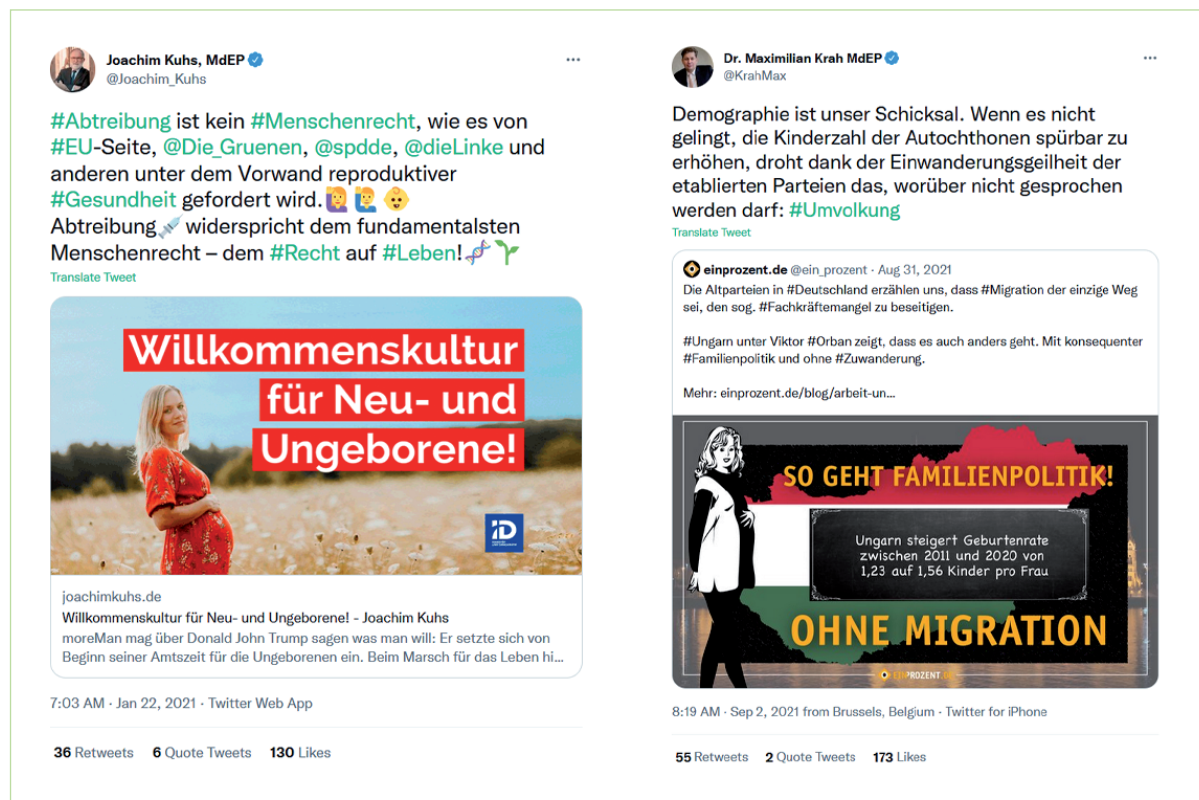 Joachim Kuhs, MdEP
@Joachim_Kuhs
#Abtreibung ist kein #Menschenrecht, wie es von
#EU-Seite, @Die_Gruenen, @spdde, @dieLinke und
anderen unter dem Vorwand reproduktiver
#Gesundheit gefordert wird.🙋‍♀️ 🙋‍♂️ 👶
Abtreibung💉 widerspricht dem fundamentalsten
Menschenrecht – dem #Recht auf #Leben!🧬🌱
Translate Tweet
Willkommenskultur
für Neu- und
Ungeborene!
iD
joachimkuhs.de
Willkommenskultur für Neu- und Ungeborene! - Joachim Kuhs
moreMan mag über Donald John Trump sagen was man will: Er setzte sich von
Beginn seiner Amtszeit für die Ungeborenen ein. Beim Marsch für das Leben hi...
7:03 AM · Jan 22, 2021 · Twitter Web App
36 Retweets 6 Quote Tweets 130 Likes
Dr. Maximilian Krah MdEP
@KrahMax
Demographie ist unser Schicksal. Wenn es nicht
gelingt, die Kinderzahl der Autochthonen spürbar zu
erhöhen, droht dank der Einwanderungsgeilheit der
etablierten Parteien das, worüber nicht gesprochen
werden darf: #Umvolkung
Translate Tweet
einprozent.de @ein_prozent · Aug 31, 2021
Die Altparteien in #Deutschland erzählen uns, dass #Migration der einzige Weg
sei, den sog. #Fachkräftemangel zu beseitigen.
#Ungarn unter Viktor #Orban zeigt, dass es auch anders geht. Mit konsequenter
#Familienpolitik und ohne #Zuwanderung.
Mehr: einprozent.de/blog/arbeit-un...
SO GEHT FAMILIENPOLITIK!
Ungarn steigert Geburtenrate
zwischen 2011 und 2020 von
1,23 auf 1,56 Kinder pro Frau
OHNE MIGRATION
EINPROZENT.DE
8:19 AM · Sep 2, 2021 from Brussels, Belgium · Twitter for iPhone
55 Retweets 2 Quote Tweets 173 Likes